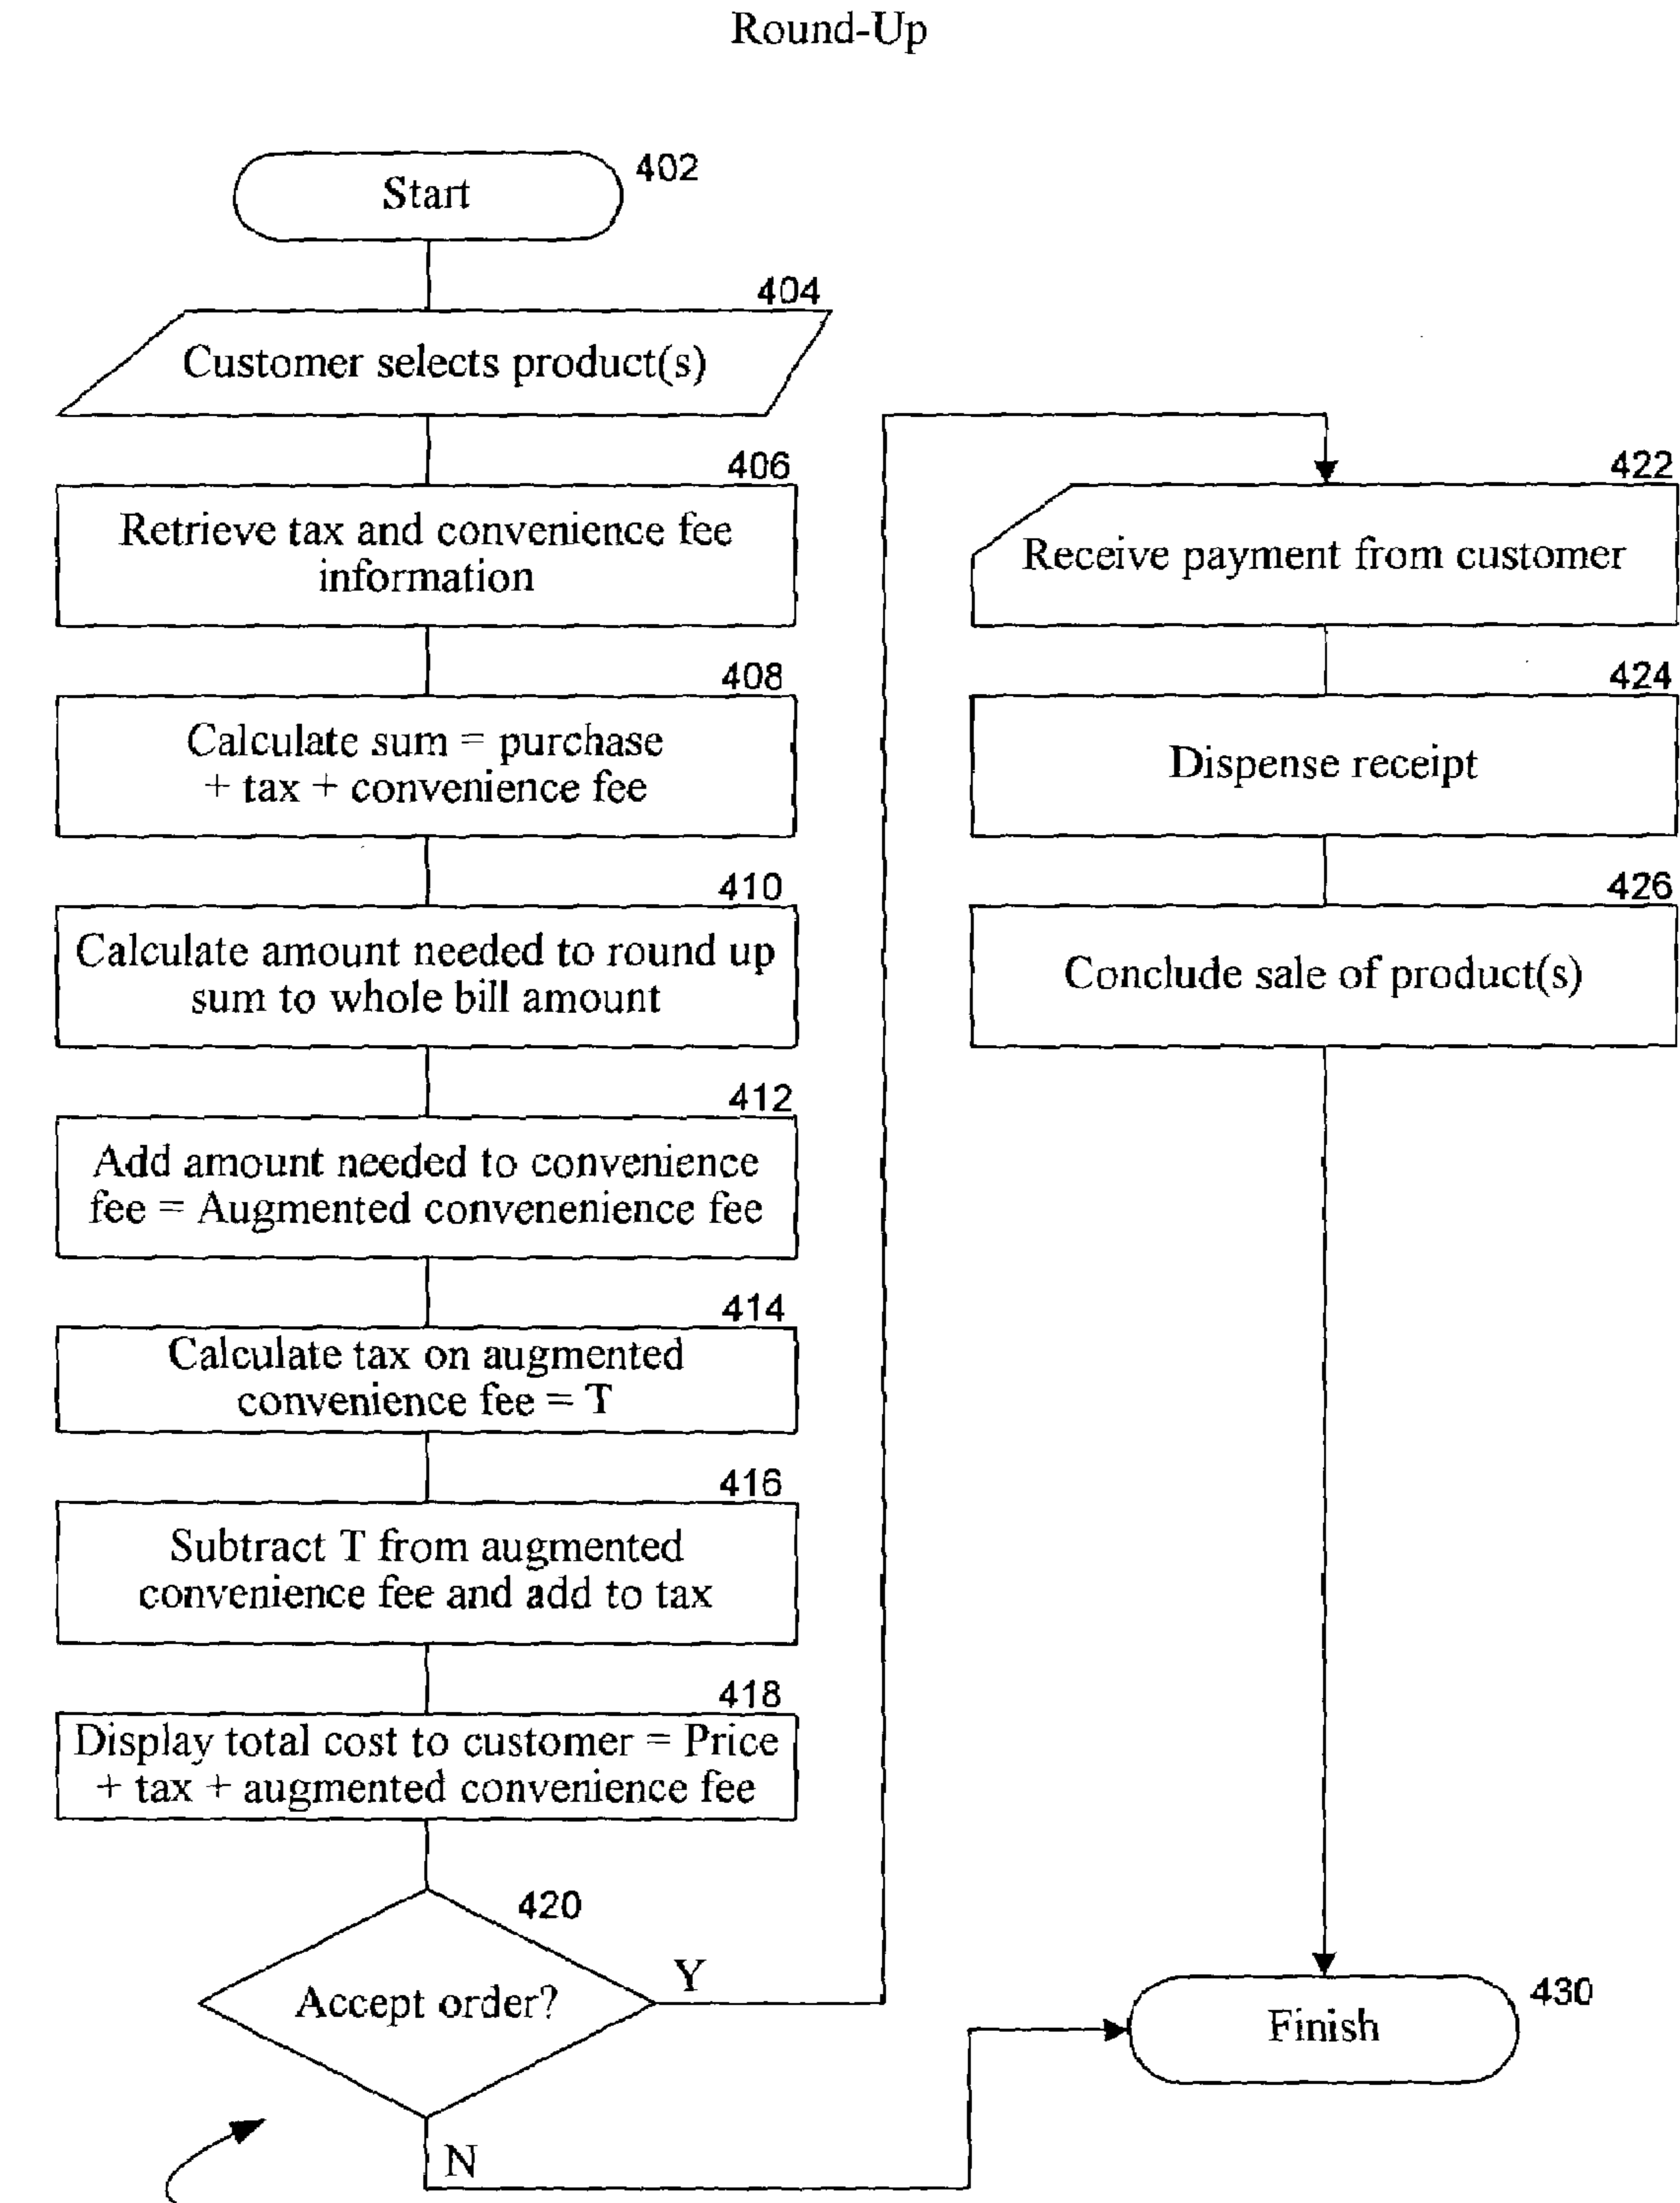 Round-Up
Start
402
404
Customer selects product(s)
406
Retrieve tax and convenience fee
information
408
Calculate sum = purchase
+ tax + convenience fee
410
Calculate amount needed to round up
sum to whole bill amount
412
Add amount needed to convenience
fee = Augmented convenenience fee
414
Calculate tax on augmented
convenience fee = T
416
Subtract T from augmented
convenience fee and add to tax
418
Display total cost to customer = Price
+ tax + augmented convenience fee
420
Accept order?
Y
N
422
Receive payment from customer
424
Dispense receipt
426
Conclude sale of product(s)
430
Finish